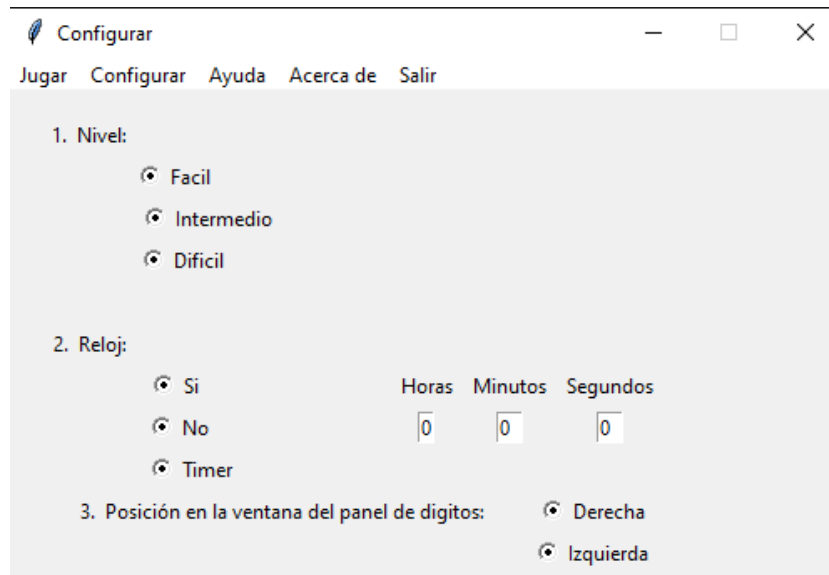 Configurar
Jugar Configurar Ayuda Acerca de Salir
1. Nivel:
Facil
Intermedio
Dificil
2. Reloj:
Si Horas Minutos Segundos
No 0 0 0
Timer
3. Posición en la ventana del panel de digitos: Derecha
Izquierda